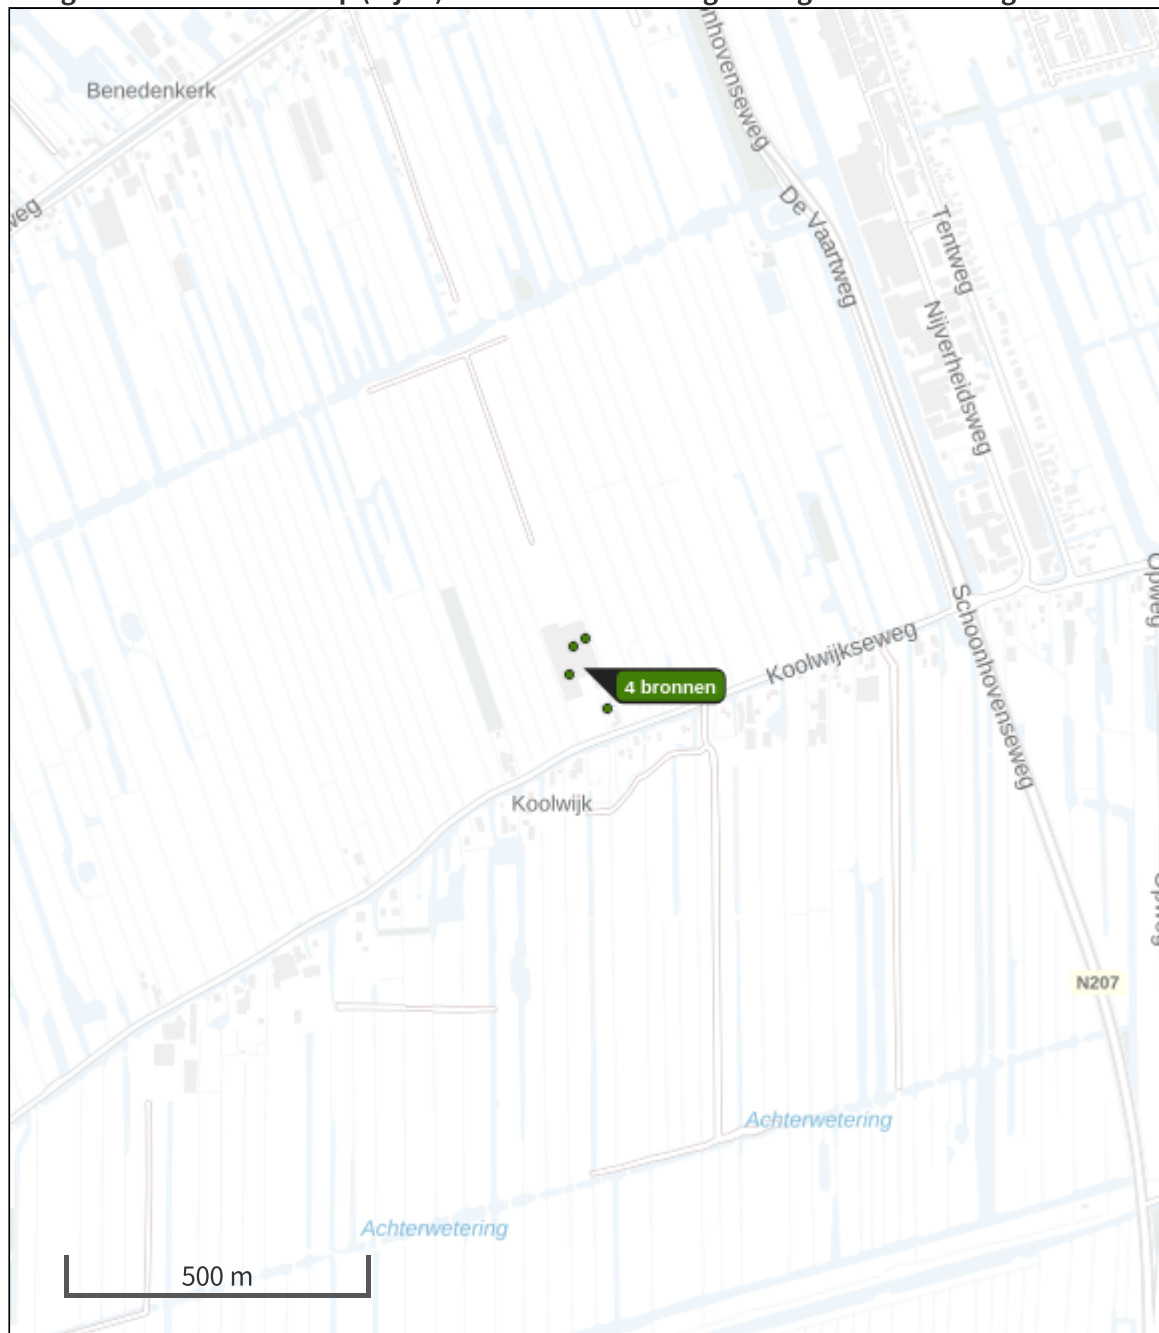 Benedenkerk
weg
nhovenseweg
De Vaartweg
Tentweg
Nijverheidsweg
Opweg
Schoonhovenseweg
Koolwijkseweg
4 bronnen
Koolwijk
N207
Achterwetering
Achterwetering
500 m